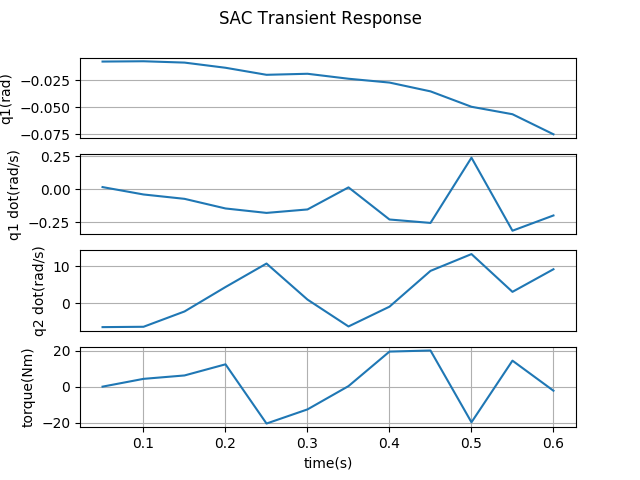 SAC Transient Response
q1(rad)
−0.025
−0.050
−0.075
q1 dot(rad/s)
0.25
0.00
−0.25
q2 dot(rad/s)
10
0
torque(Nm)
20
0
−20
0.1 0.2 0.3 0.4 0.5 0.6
time(s)